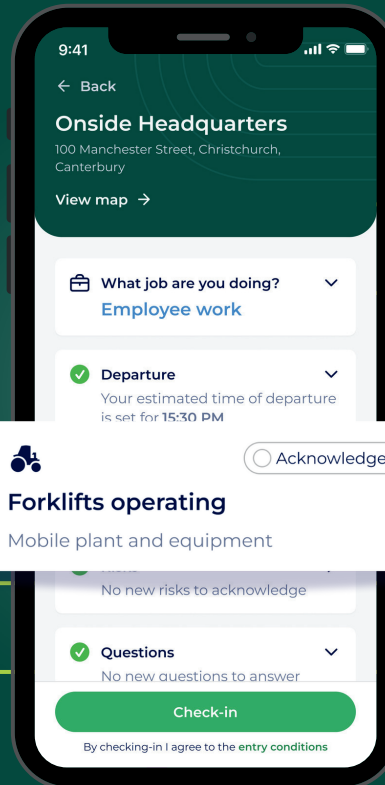 9:41
Back
Onside Headquarters
100 Manchester Street, Christchurch,
Canterbury
View map
What job are you doing?
Employee work
Departure
Your estimated time of departure
is set for 15:30 PM
Acknowledge
Forklifts operating
Mobile plant and equipment
Risks
No new risks to acknowledge
Questions
No new questions to answer
Check-in
By checking-in I agree to the entry conditions